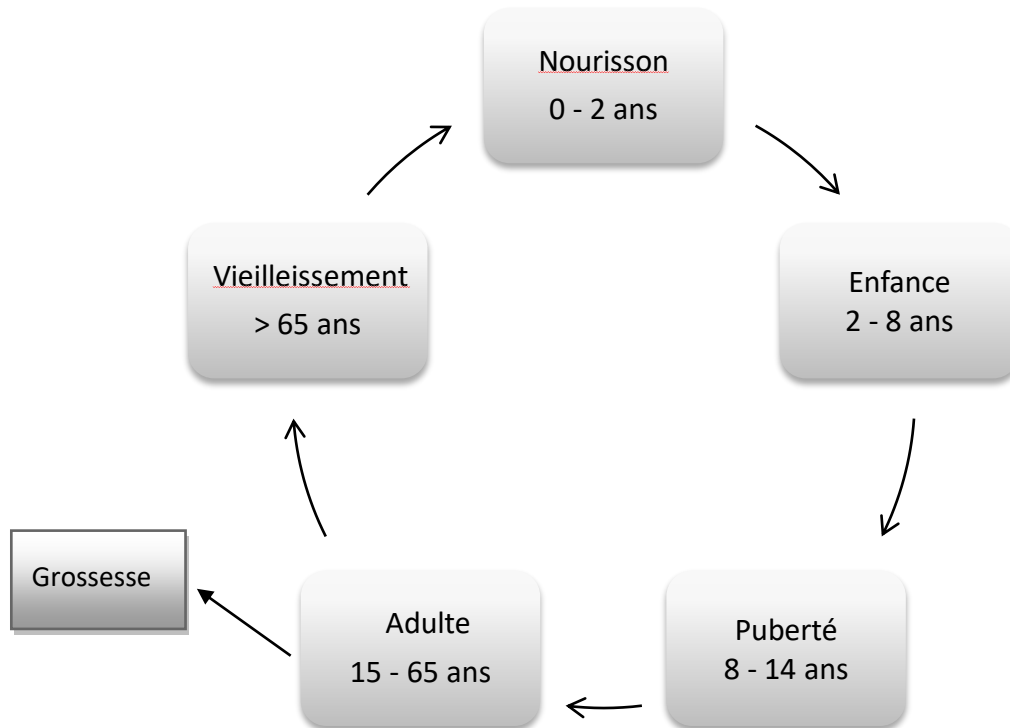 Nourisson
0 - 2 ans
Enfance
2 - 8 ans
Puberté
8 - 14 ans
Adulte
15 - 65 ans
Grossesse
Vieilleissement
> 65 ans